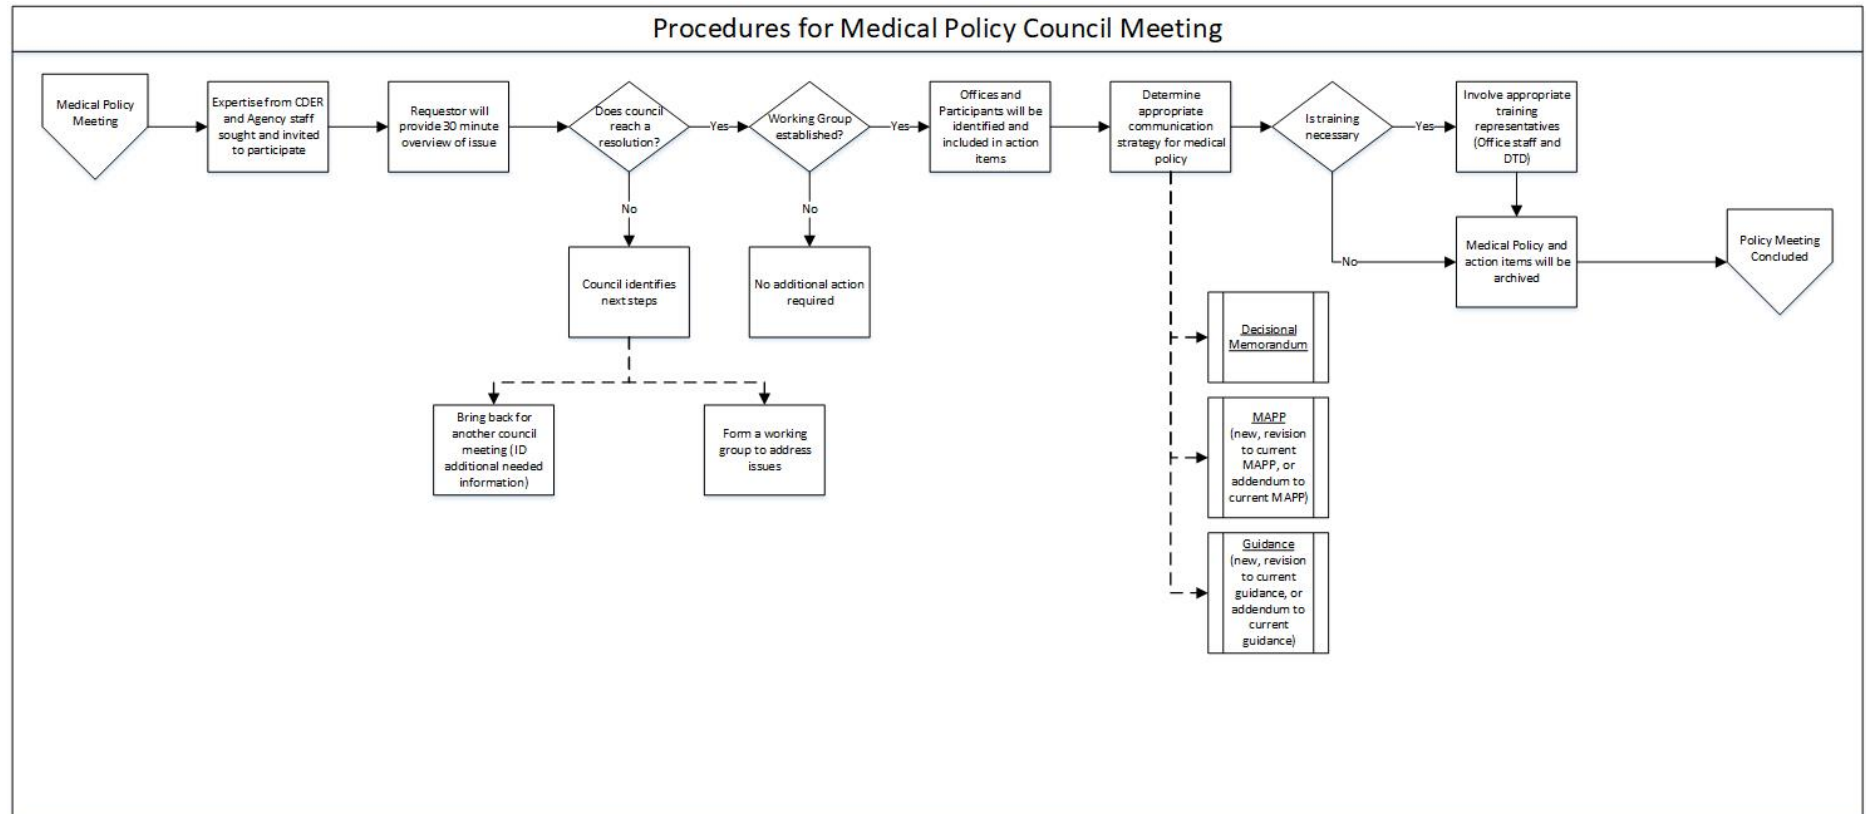 Procedures for Medical Policy Council Meeting
Medical Policy
Meeting
Expertise from CDER
and Agency staff
sought and invited
to participate
Requestor will
provide 30 minute
overview of issue
Does council
reach a
resolution?
Yes
Working Group
established?
Yes
Offices and
Participants will be
identified and
included in action
items
Determine
appropriate
communication
strategy for medical
policy
Is training
necessary
Yes
Involve appropriate
training
representatives
(Office staff and
DTD)
No
No
No
Council identifies
next steps
No additional action
required
Medical Policy and
action items will be
archived
Policy Meeting
Concluded
Bring back for
another council
meeting (ID
additional needed
information)
Form a working
group to address
issues
Decisional
Memorandum
MAPP
(new, revision
to current
MAPP, or
addendum to
current MAPP)
Guidance
(new, revision
to current
guidance, or
addendum to
current
guidance)